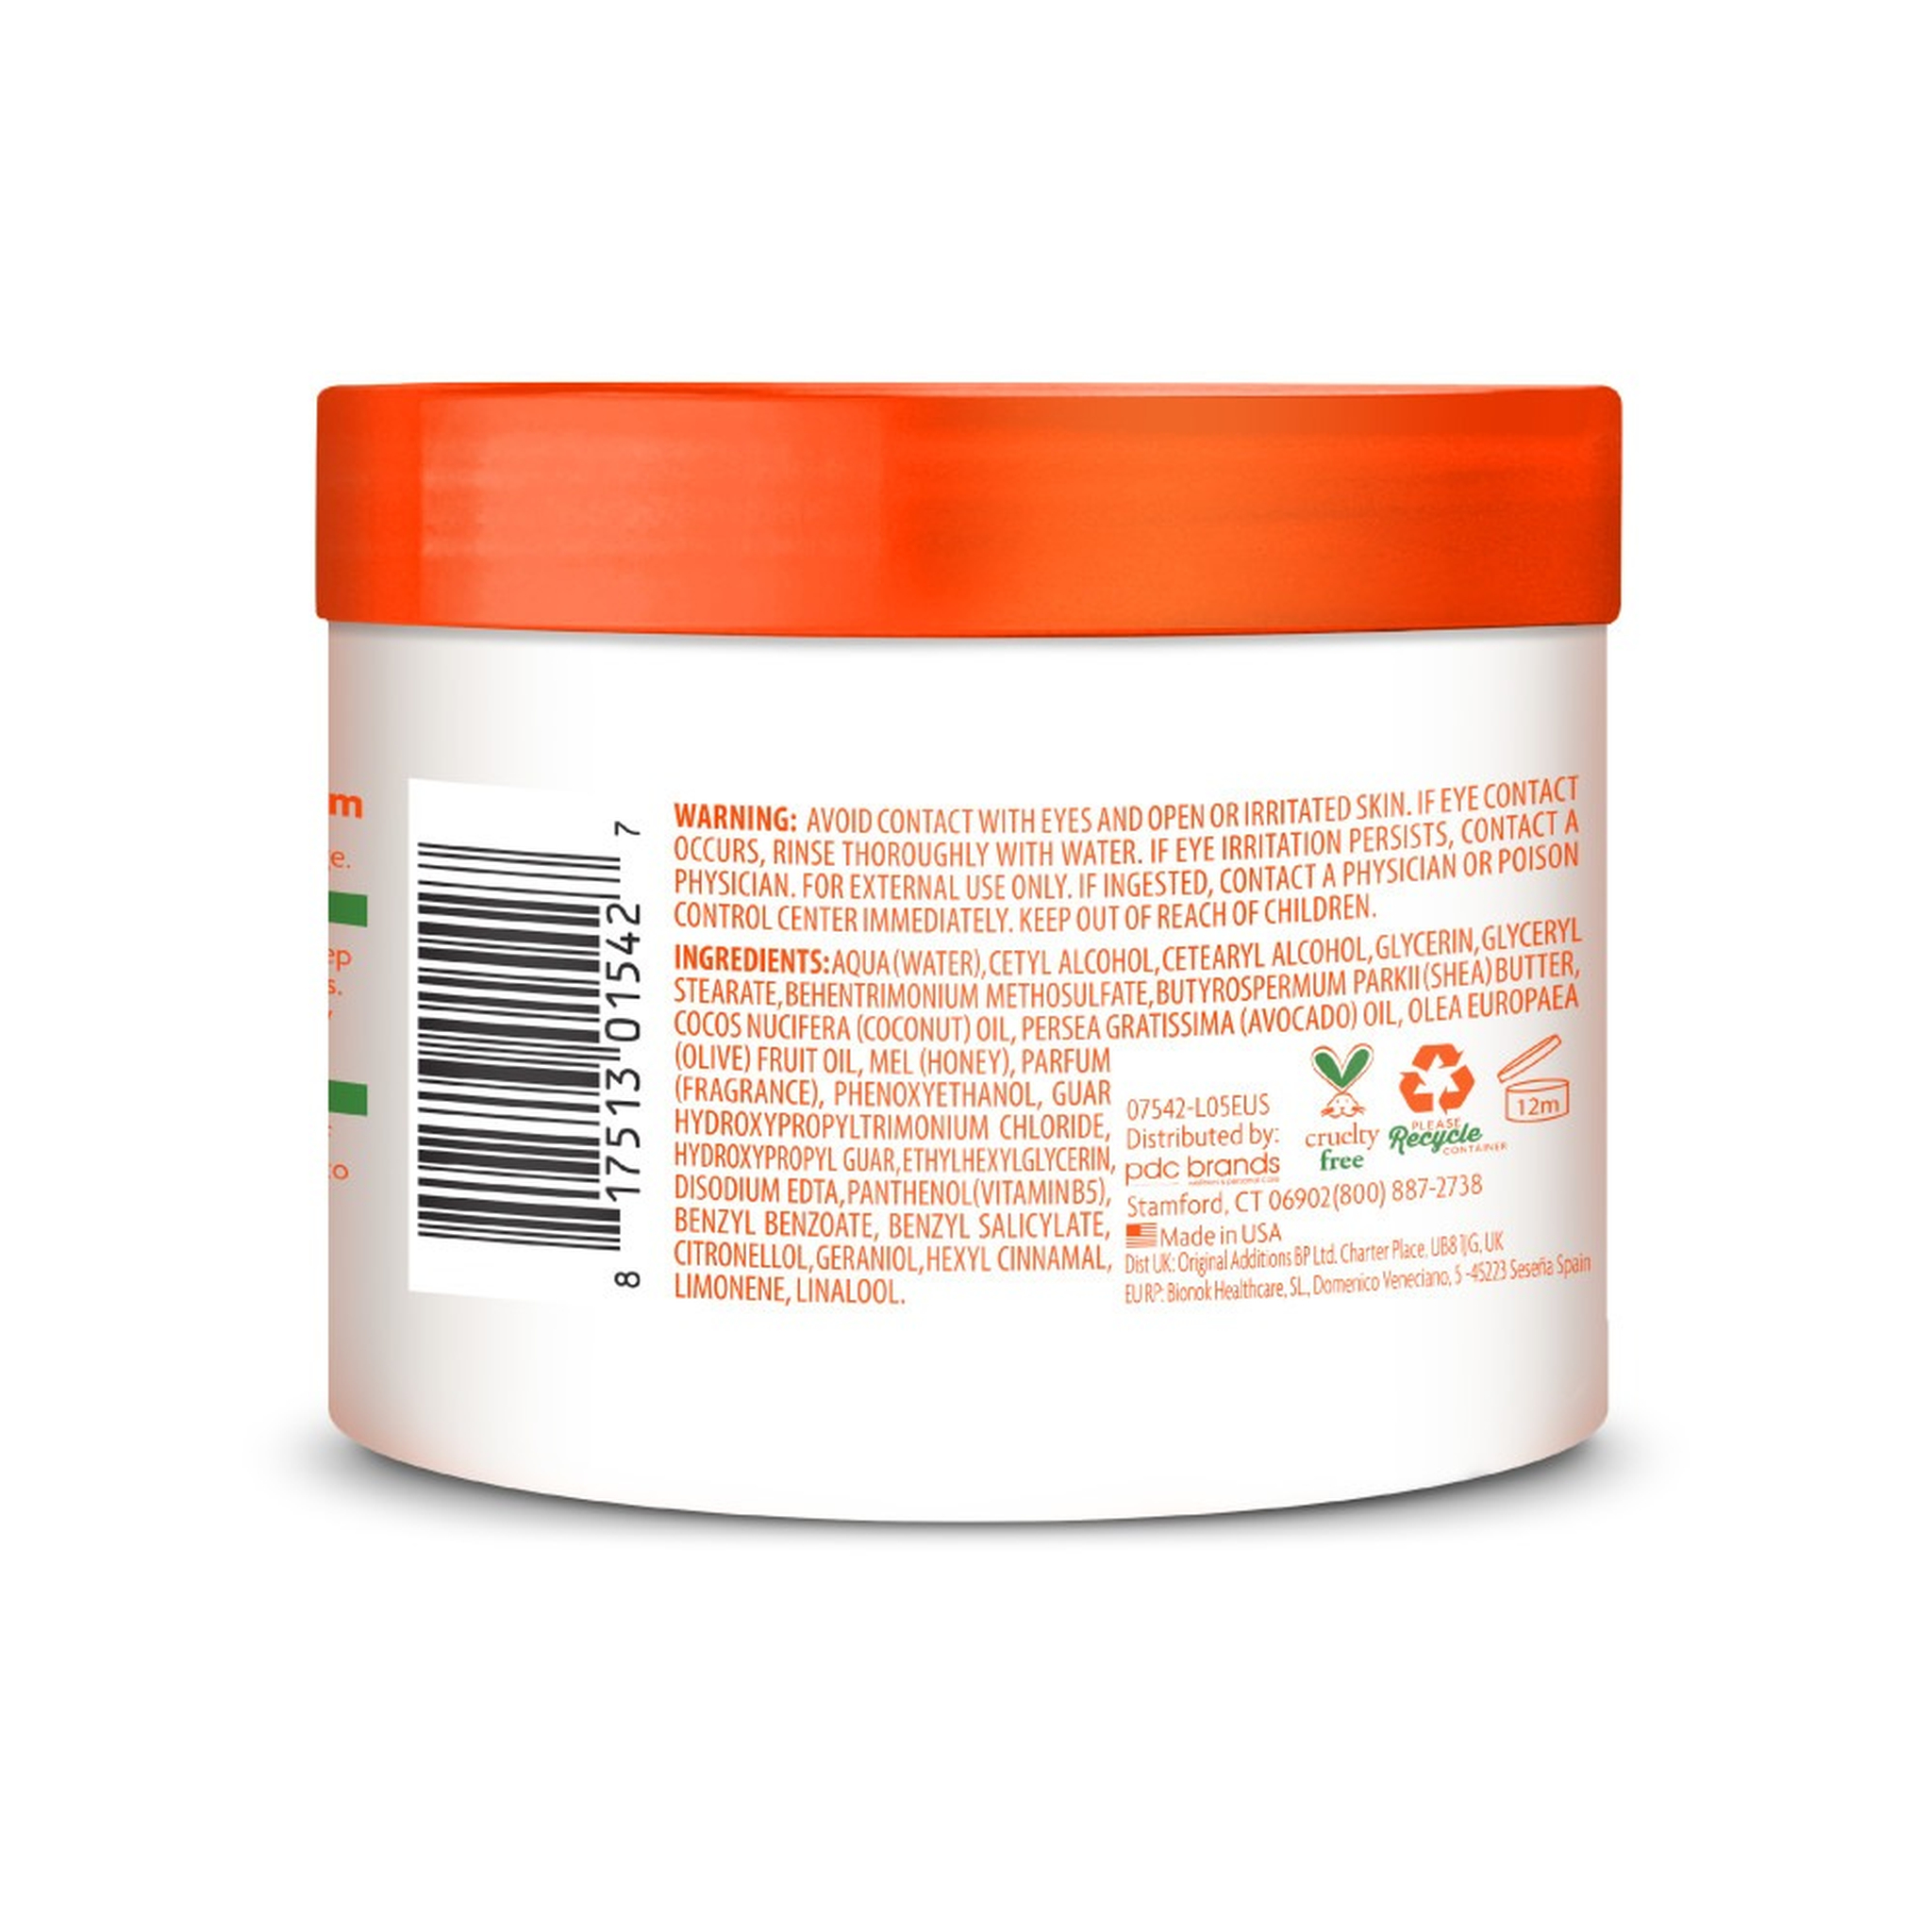 m
e.
ep
s.
to
8 17513 01542 7
WARNING: AVOID CONTACT WITH EYES AND OPEN OR IRRITATED SKIN. IF EYE CONTACT
OCCURS, RINSE THOROUGHLY WITH WATER. IF EYE IRRITATION PERSISTS, CONTACT A
PHYSICIAN. FOR EXTERNAL USE ONLY. IF INGESTED, CONTACT A PHYSICIAN OR POISON
CONTROL CENTER IMMEDIATELY. KEEP OUT OF REACH OF CHILDREN.
INGREDIENTS: AQUA (WATER), CETYL ALCOHOL, CETEARYL ALCOHOL, GLYCERIN, GLYCERYL
STEARATE, BEHENTRIMONIUM METHOSULFATE, BUTYROSPERMUM PARKII (SHEA) BUTTER,
COCOS NUCIFERA (COCONUT) OIL, PERSEA GRATISSIMA (AVOCADO) OIL, OLEA EUROPAEA
(OLIVE) FRUIT OIL, MEL (HONEY), PARFUM
(FRAGRANCE), PHENOXYETHANOL, GUAR
HYDROXYPROPYLTRIMONIUM CHLORIDE,
HYDROXYPROPYL GUAR, ETHYLHEXYLGLYCERIN,
DISODIUM EDTA, PANTHENOL (VITAMIN B5),
BENZYL BENZOATE, BENZYL SALICYLATE,
CITRONELLOL, GERANIOL, HEXYL CINNAMAL,
LIMONENE, LINALOOL.
07542-L05EUS
Distributed by:
pdc brands
wellness & personal care
Stamford, CT 06902 (800) 887-2738
Made in USA
Dist UK: Original Additions BP Ltd. Charter Place, UB8 1JG, UK
EU RP: Bionok Healthcare, SL, Domenico Veneciano, 5 -45223 Seseña Spain
cruelty
free
PLEASE
Recycle
CONTAINER
12m